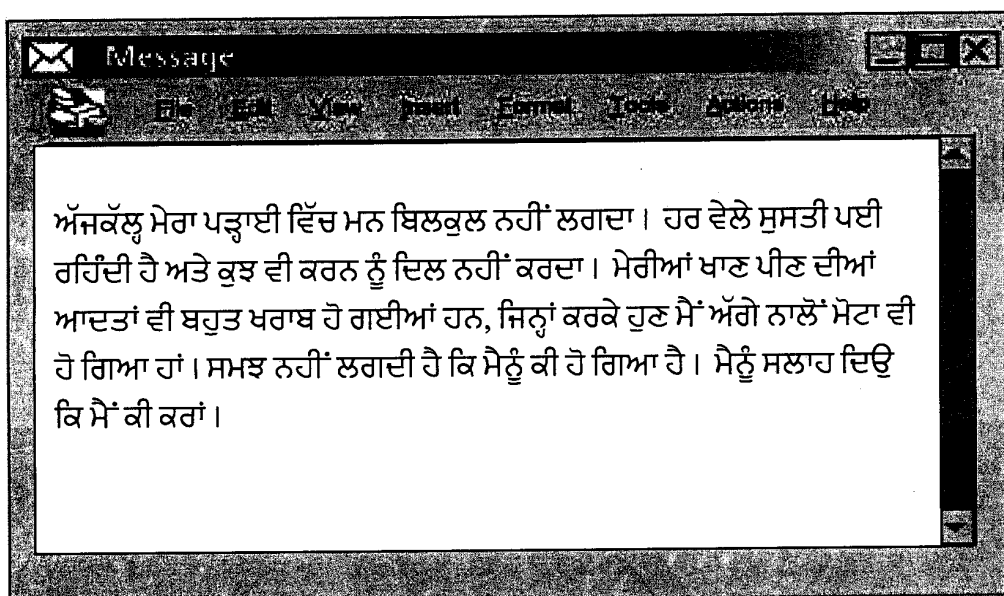 Message
File Edit View Insert Format Tools Actions Help
ਅੱਜਕੱਲ੍ਹ ਮੇਰਾ ਪੜ੍ਹਾਈ ਵਿੱਚ ਮਨ ਬਿਲਕੁਲ ਨਹੀਂ ਲਗਦਾ। ਹਰ ਵੇਲੇ ਸੁਸਤੀ ਪਈ
ਰਹਿੰਦੀ ਹੈ ਅਤੇ ਕੁਝ ਵੀ ਕਰਨ ਨੂੰ ਦਿਲ ਨਹੀਂ ਕਰਦਾ। ਮੇਰੀਆਂ ਖਾਣ ਪੀਣ ਦੀਆਂ
ਆਦਤਾਂ ਵੀ ਬਹੁਤ ਖਰਾਬ ਹੋ ਗਈਆਂ ਹਨ, ਜਿਨ੍ਹਾਂ ਕਰਕੇ ਹੁਣ ਮੈਂ ਅੱਗੇ ਨਾਲੋਂ ਮੋਟਾ ਵੀ
ਹੋ ਗਿਆ ਹਾਂ। ਸਮਝ ਨਹੀਂ ਲਗਦੀ ਹੈ ਕਿ ਮੈਨੂੰ ਕੀ ਹੋ ਗਿਆ ਹੈ। ਮੈਨੂੰ ਸਲਾਹ ਦਿਉ
ਕਿ ਮੈਂ ਕੀ ਕਰਾਂ।